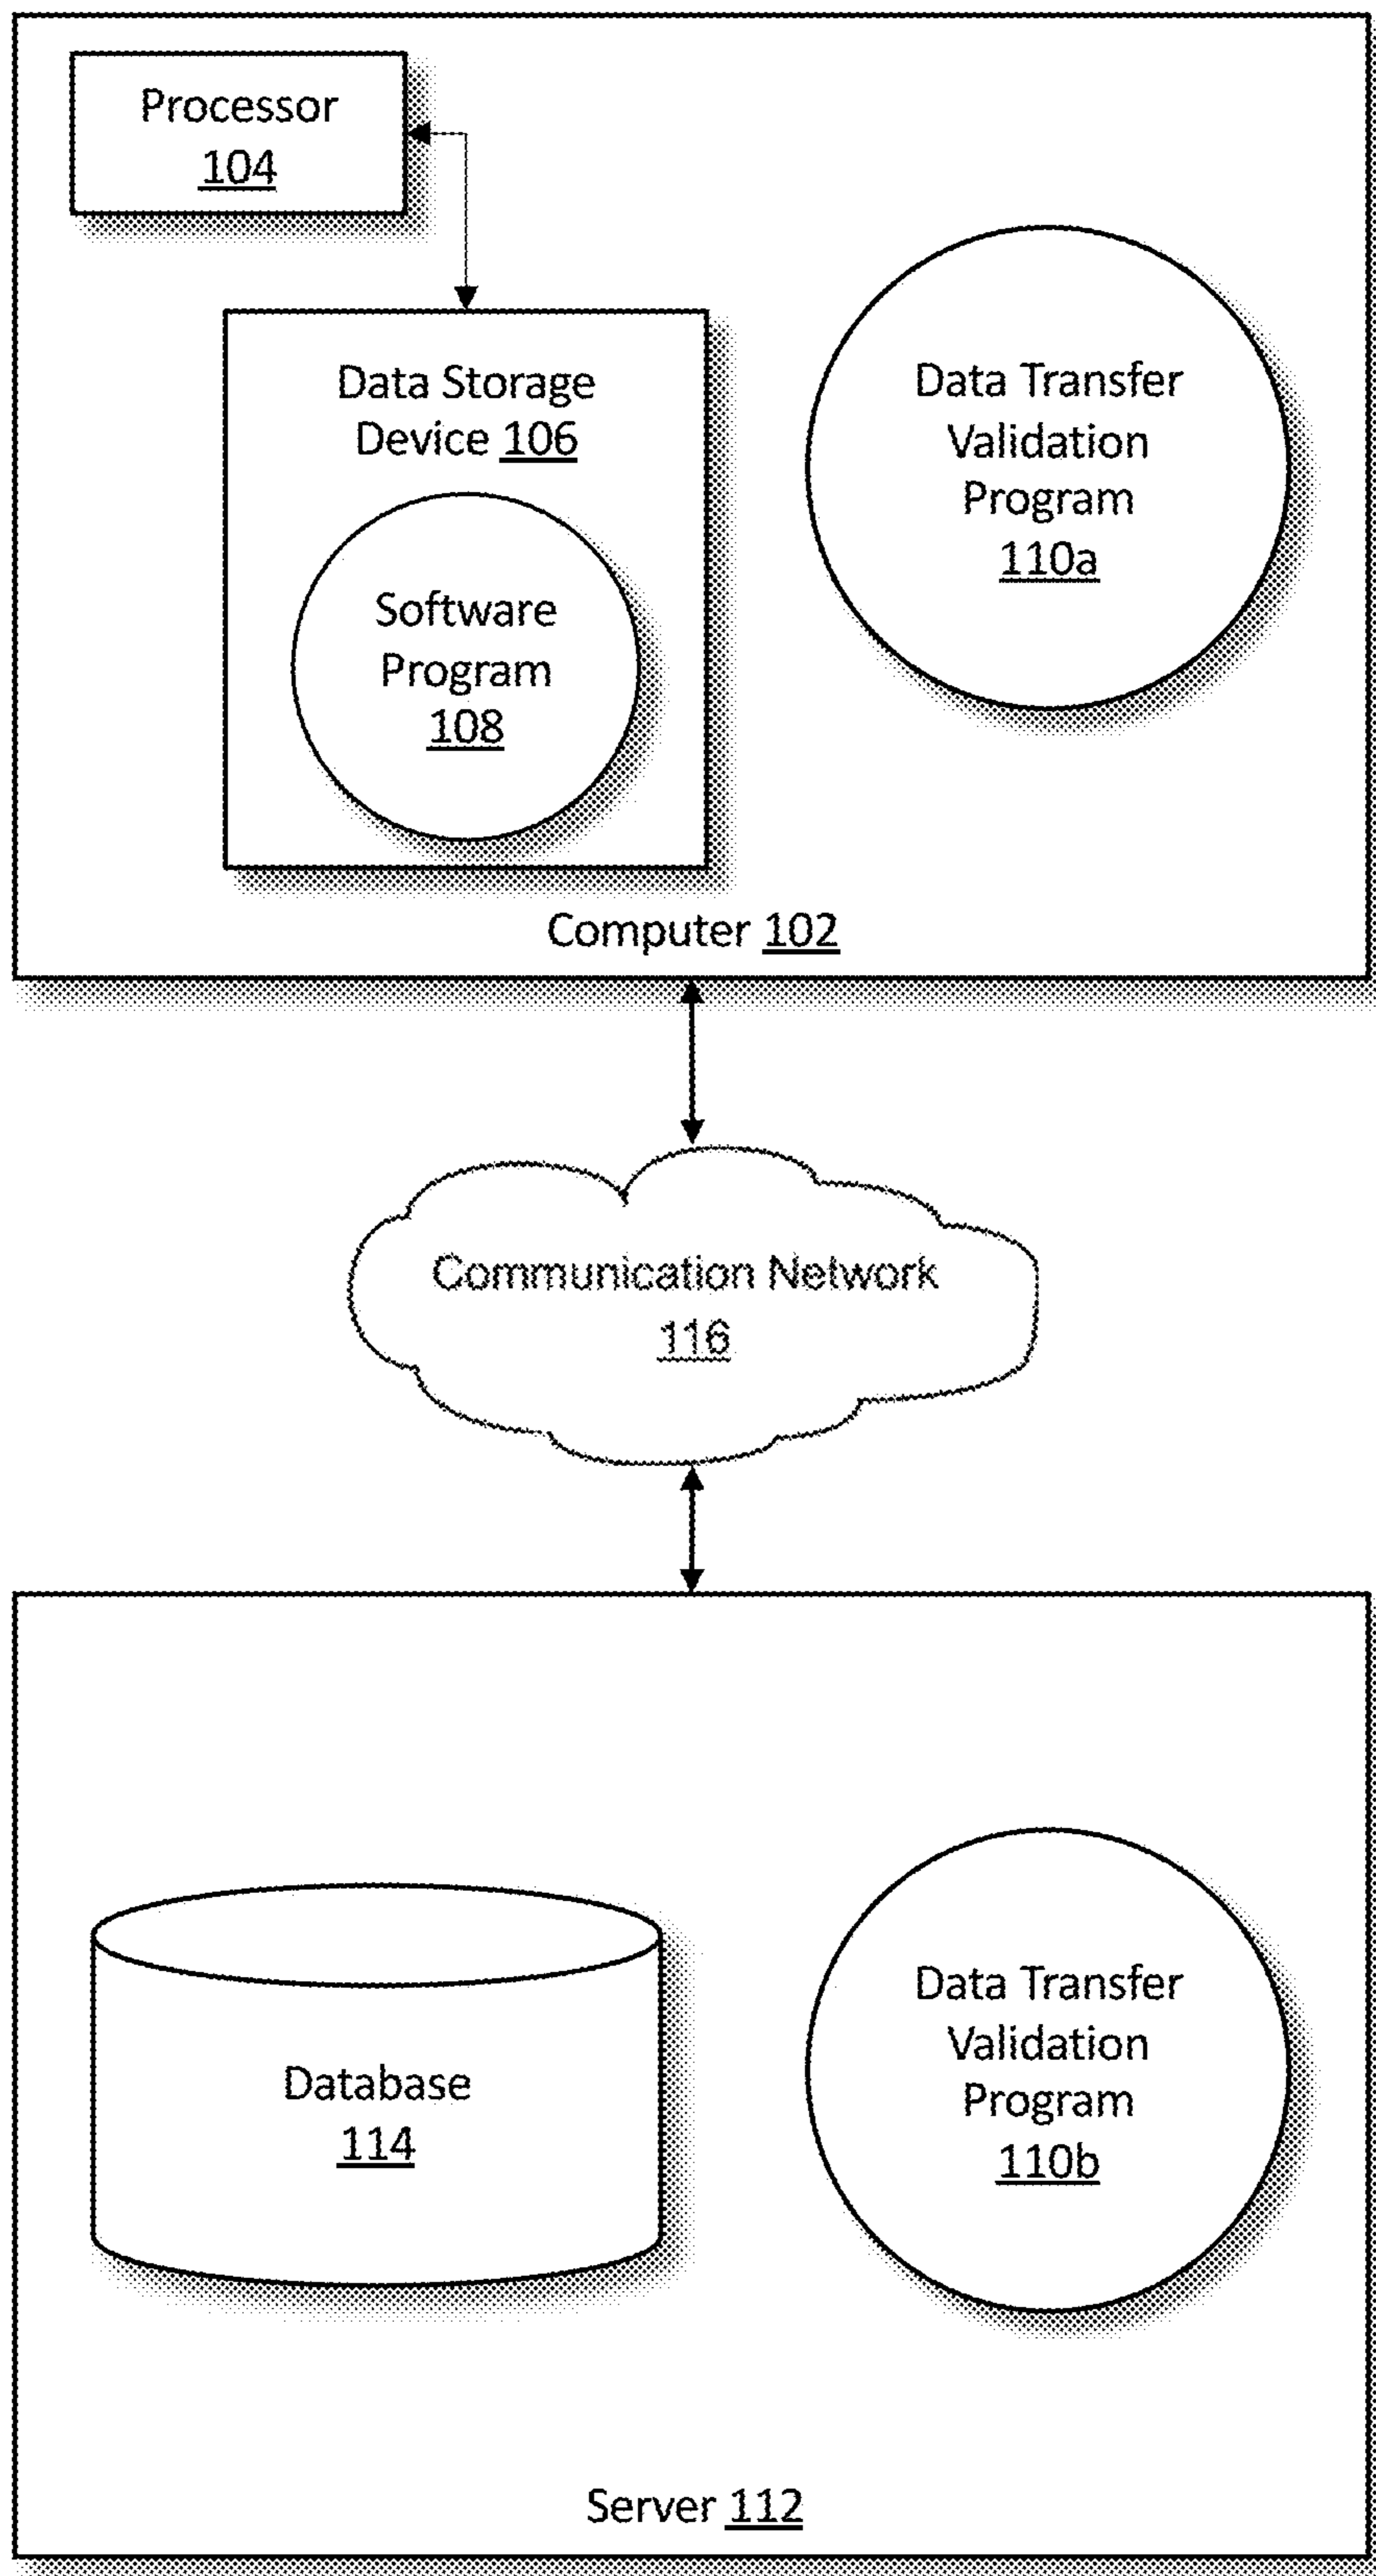 Processor
104
Data Storage
Device 106
Software
Program
108
Data Transfer
Validation
Program
110a
Computer 102
Communication Network
116
Database
114
Data Transfer
Validation
Program
110b
Server 112